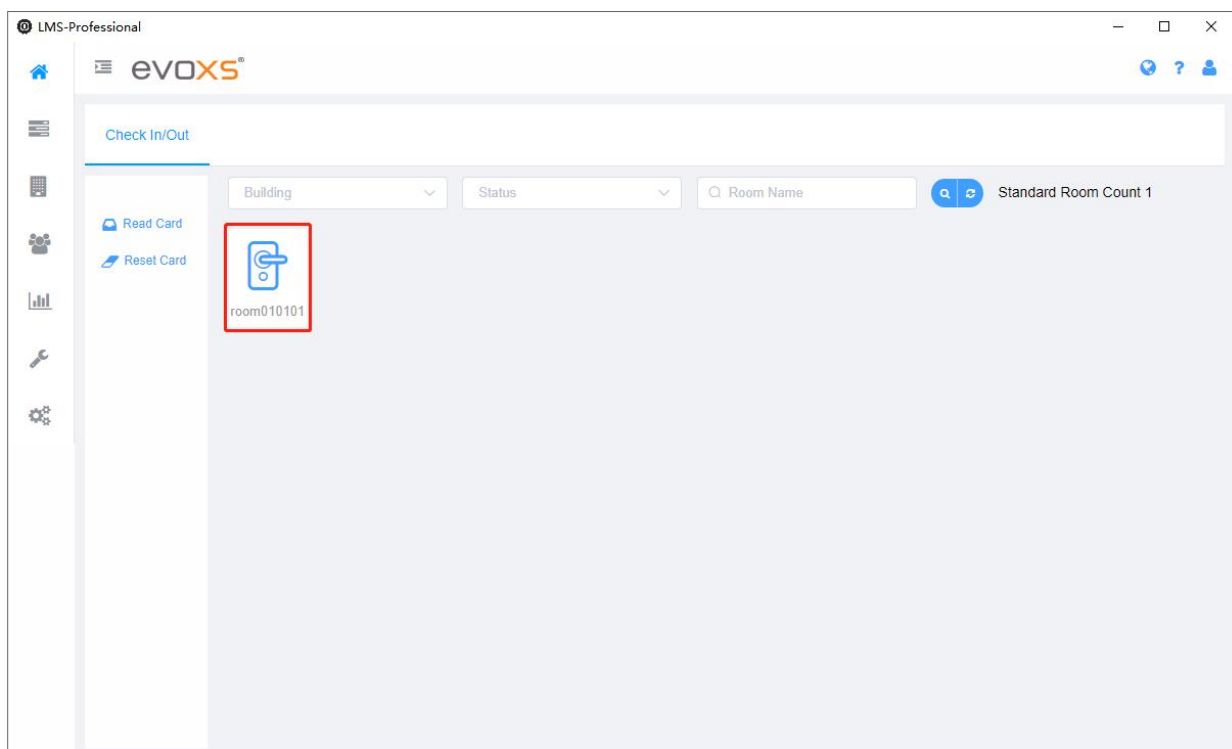 LMS-Professional
evoxs®
Check In/Out
Building
Status
Room Name
Standard Room Count 1
Read Card
Reset Card
room010101